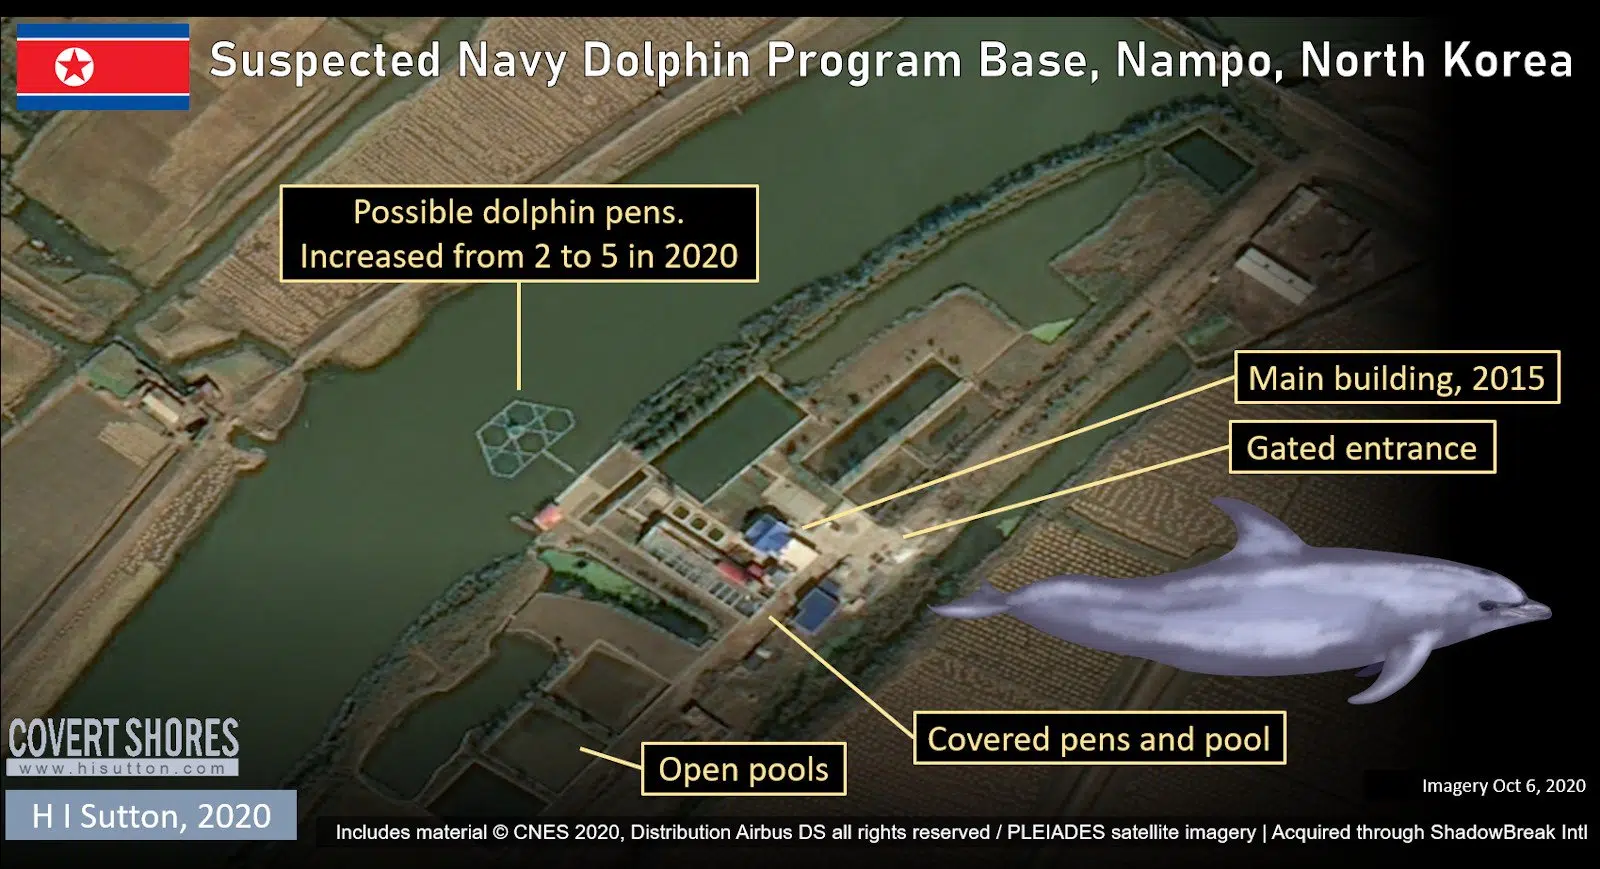 Suspected Navy Dolphin Program Base, Nampo, North Korea
Possible dolphin pens.
Increased from 2 to 5 in 2020
Main building, 2015
Gated entrance
Covered pens and pool
Open pools
COVERT SHORES
www.hisutton.com
H I Sutton, 2020
Imagery Oct 6, 2020
Includes material © CNES 2020, Distribution Airbus DS all rights reserved / PLEIADES satellite imagery | Acquired through ShadowBreak Intl